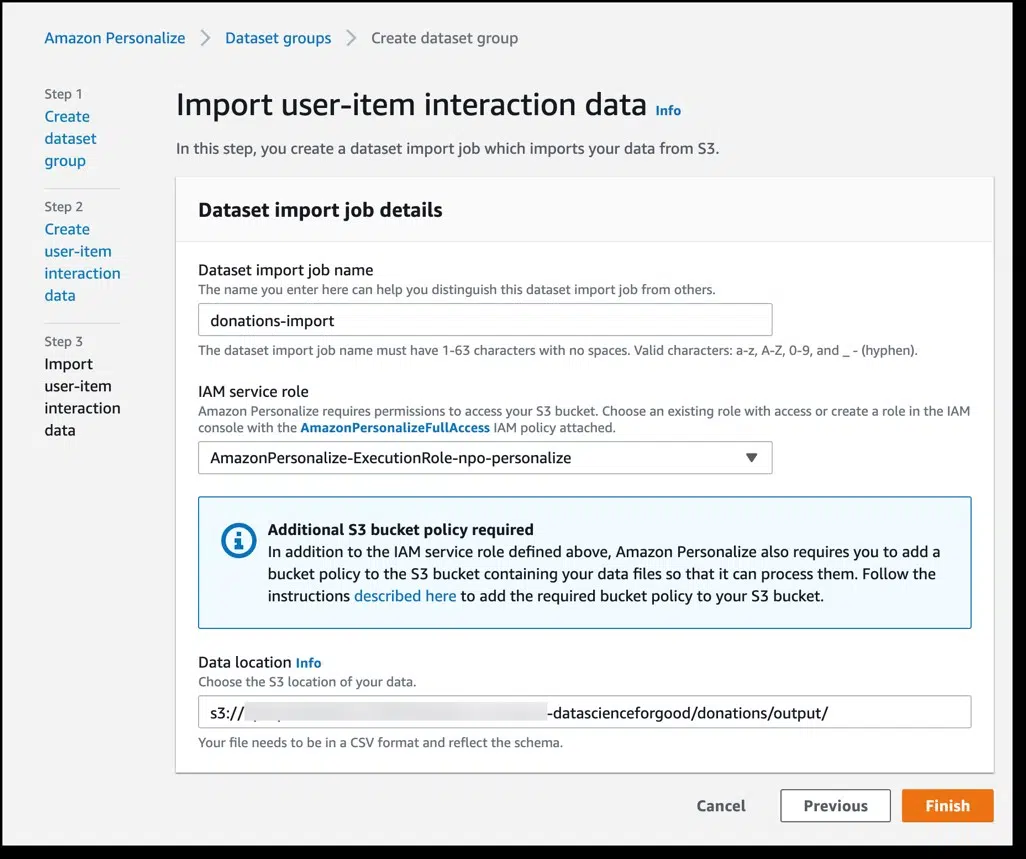 Amazon Personalize > Dataset groups > Create dataset group
Step 1
Create
dataset
group
Step 2
Create
user-item
interaction
data
Step 3
Import
user-item
interaction
data
Import user-item interaction data Info
In this step, you create a dataset import job which imports your data from S3.
Dataset import job details
Dataset import job name
The name you enter here can help you distinguish this dataset import job from others.
donations-import
The dataset import job name must have 1-63 characters with no spaces. Valid characters: a-z, A-Z, 0-9, and _ - (hyphen).
IAM service role
Amazon Personalize requires permissions to access your S3 bucket. Choose an existing role with access or create a role in the IAM
console with the AmazonPersonalizeFullAccess IAM policy attached.
AmazonPersonalize-ExecutionRole-npo-personalize
Additional S3 bucket policy required
In addition to the IAM service role defined above, Amazon Personalize also requires you to add a
bucket policy to the S3 bucket containing your data files so that it can process them. Follow the
instructions described here to add the required bucket policy to your S3 bucket.
Data location Info
Choose the S3 location of your data.
s3:// -datascienceforgood/donations/output/
Your file needs to be in a CSV format and reflect the schema.
Cancel Previous Finish